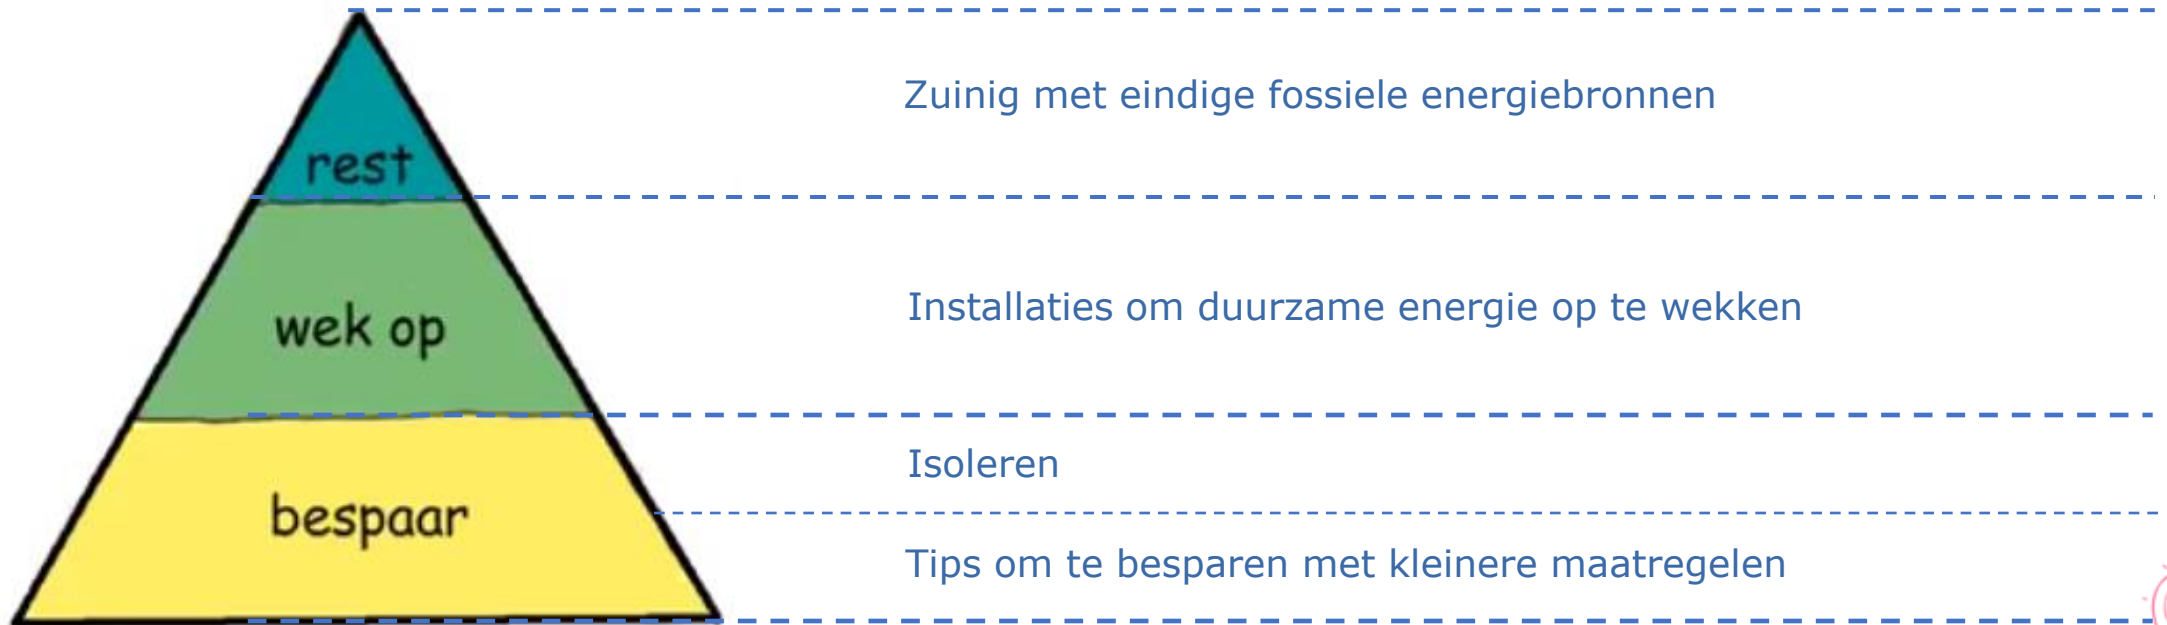 Zuinig met eindige fossiele energiebronnen
rest
Installaties om duurzame energie op te wekken
wek op
Isoleren
bespaar
Tips om te besparen met kleinere maatregelen